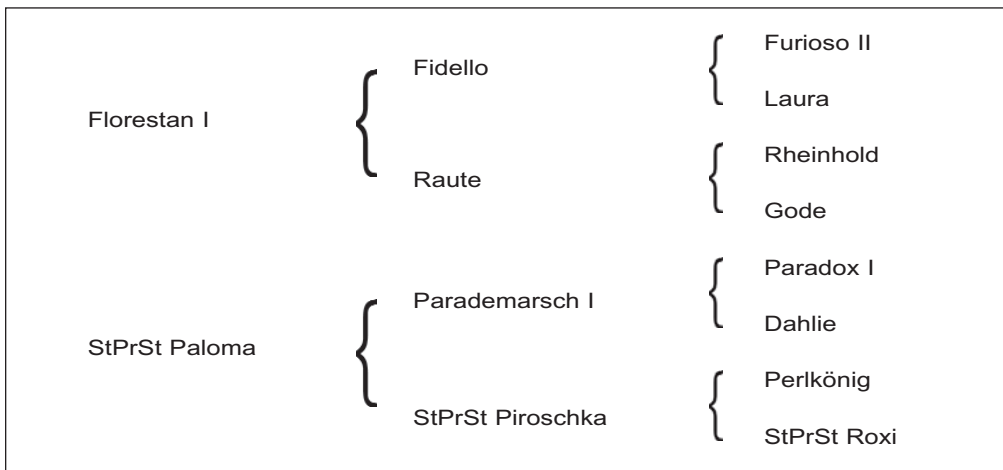 Furioso II
Fidello
Laura
Florestan I
Rheinhold
Raute
Gode
Paradox I
Parademarsch I
Dahlie
StPrSt Paloma
Perlkönig
StPrSt Piroschka
StPrSt Roxi